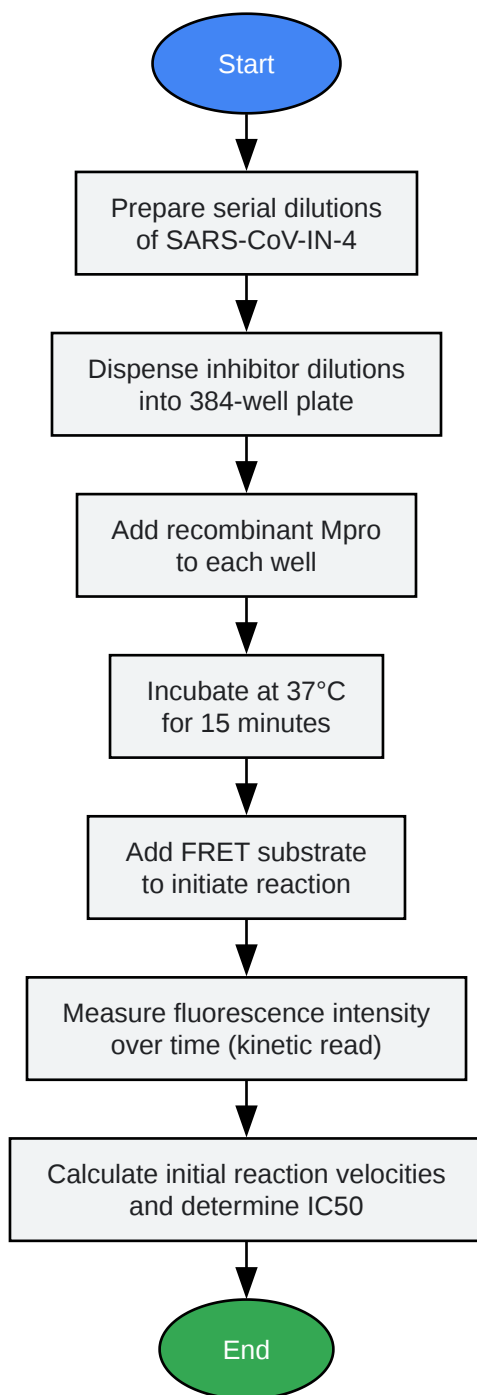 Start
Prepare serial dilutions
of SARS-CoV-IN-4
Dispense inhibitor dilutions
into 384-well plate
Add recombinant Mpro
to each well
Incubate at 37°C
for 15 minutes
Add FRET substrate
to initiate reaction
Measure fluorescence intensity
over time (kinetic read)
Calculate initial reaction velocities
and determine IC50
End